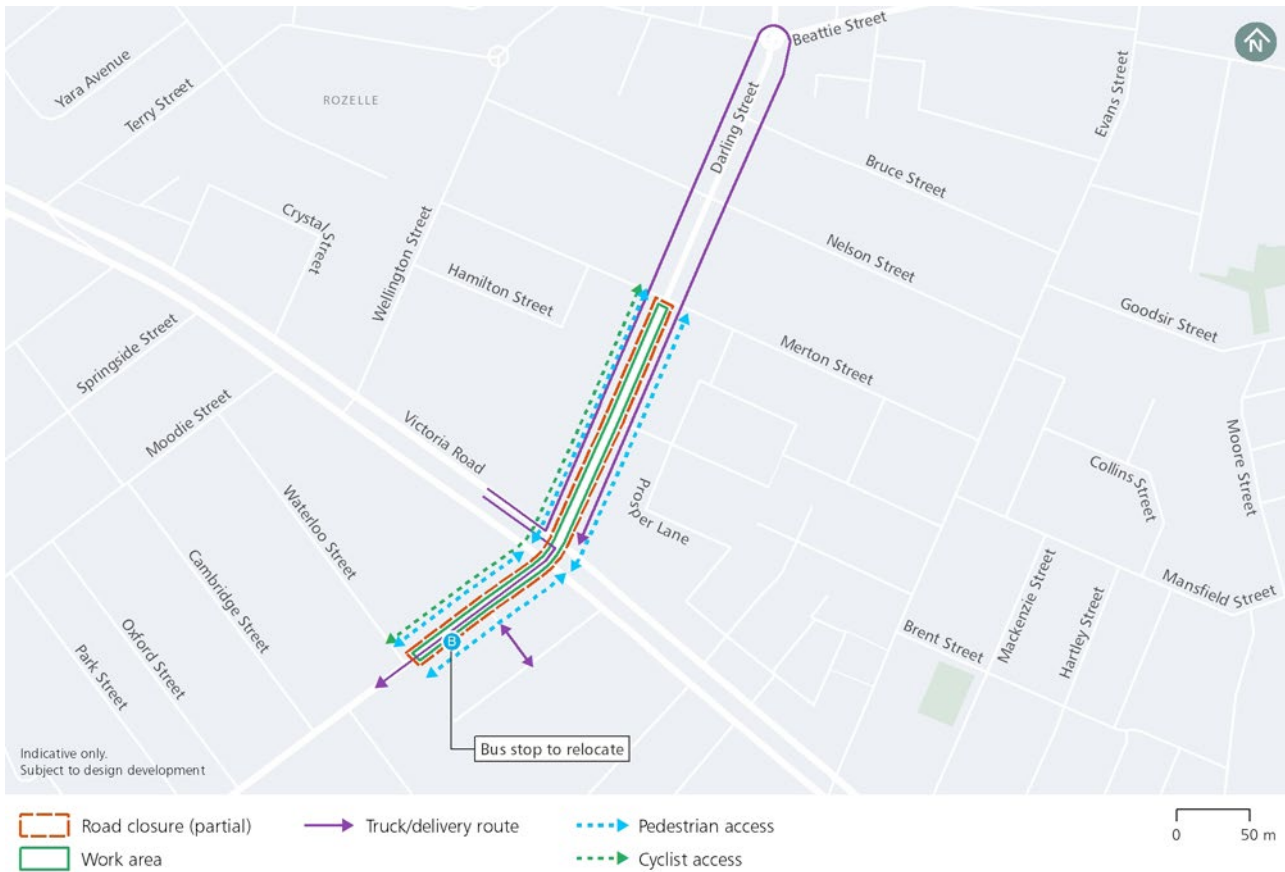 Beattie Street
N
Yara Avenue
Terry Street
ROZELLE
Evans Street
Darling Street
Bruce Street
Crystal Street
Wellington Street
Nelson Street
Hamilton Street
Goodsir Street
Springside Street
Merton Street
Moodie Street
Victoria Road
Moore Street
Collins Street
Prosper Lane
Waterloo Street
Cambridge Street
Mansfield Street
Mackenzie Street
Hartley Street
Brent Street
Oxford Street
Park Street
B
Bus stop to relocate
Indicative only.
Subject to design development
Road closure (partial)
Truck/delivery route
Pedestrian access
Work area
Cyclist access
0 50 m